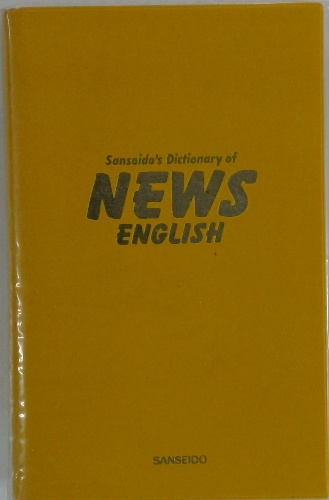 Sanseido's Dictionary of
NEWS
ENGLISH
SANSEIDO